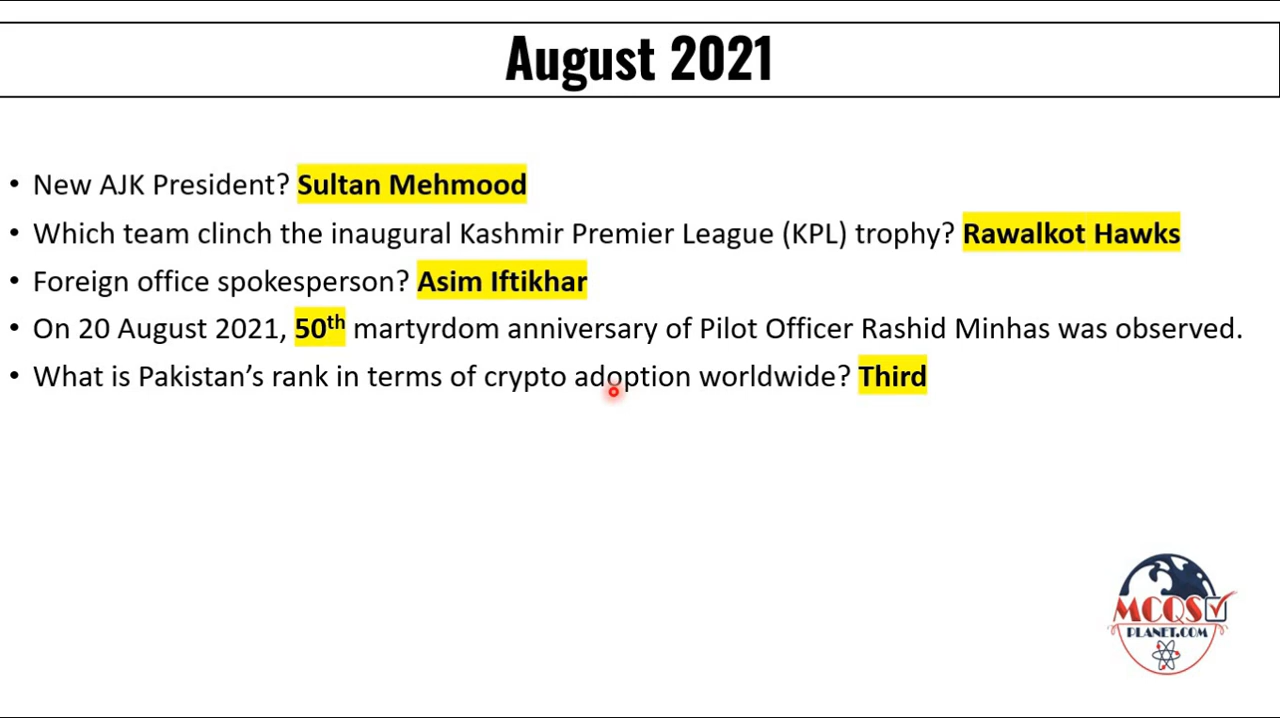 August 2021
• New AJK President? Sultan Mehmood
• Which team clinch the inaugural Kashmir Premier League (KPL) trophy? Rawalkot Hawks
• Foreign office spokesperson? Asim Iftikhar
• On 20 August 2021, 50th martyrdom anniversary of Pilot Officer Rashid Minhas was observed.
• What is Pakistan’s rank in terms of crypto adoption worldwide? Third
MCQS
PLANET.COM